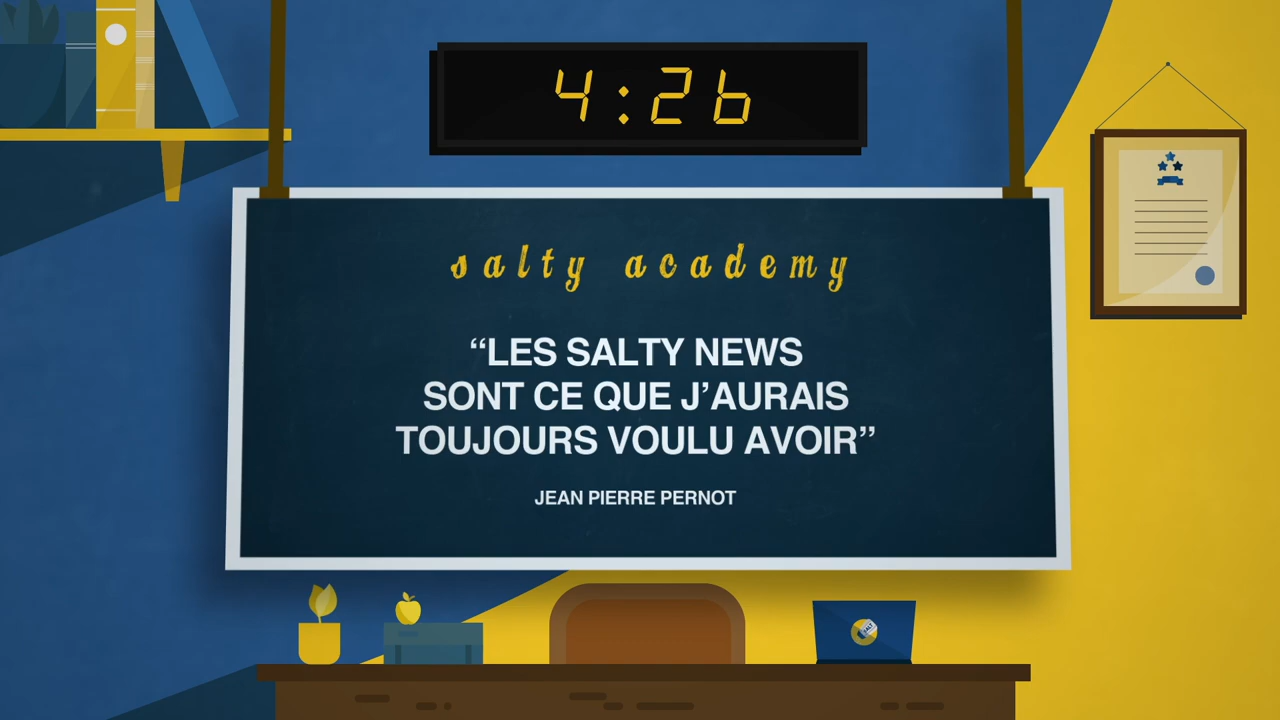 4:26
salty academy
“LES SALTY NEWS
SONT CE QUE J’AURAIS
TOUJOURS VOULU AVOIR”
JEAN PIERRE PERNOT